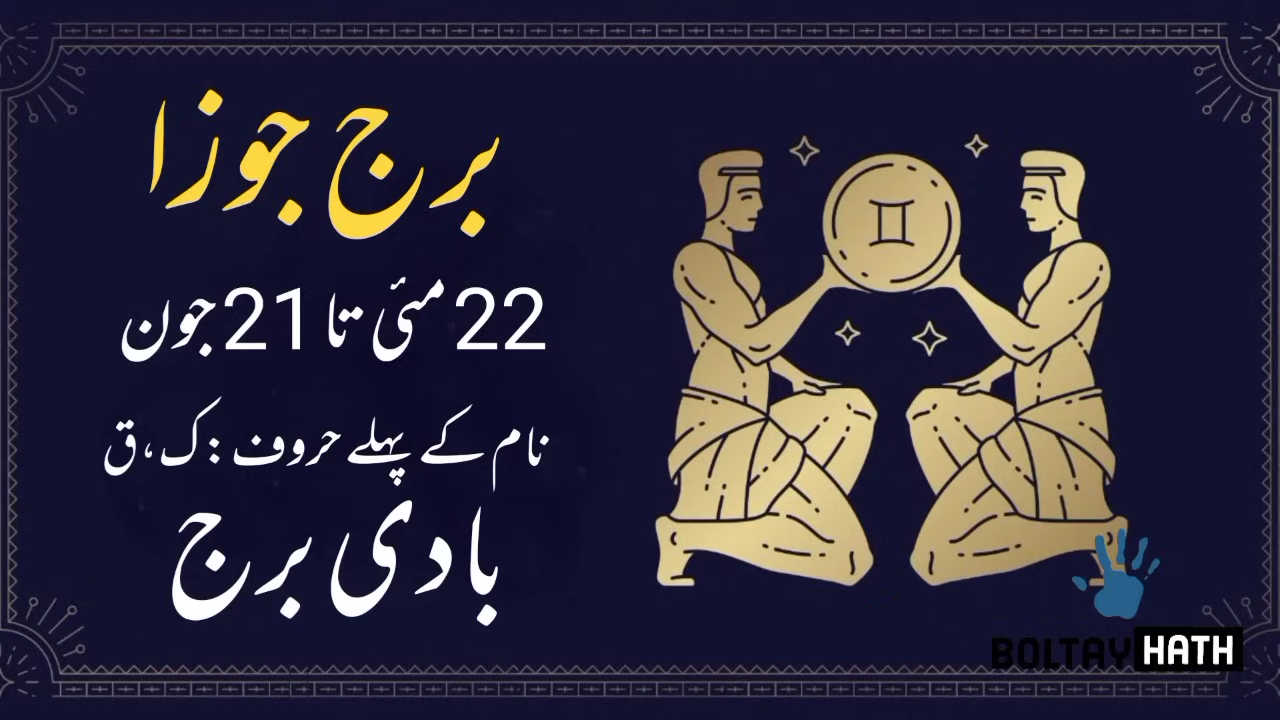 برج جوزا
22 مئی تا 21 جون
نام کے پہلے حروف : ک، ق
بادی برج
BOLTAY HATH